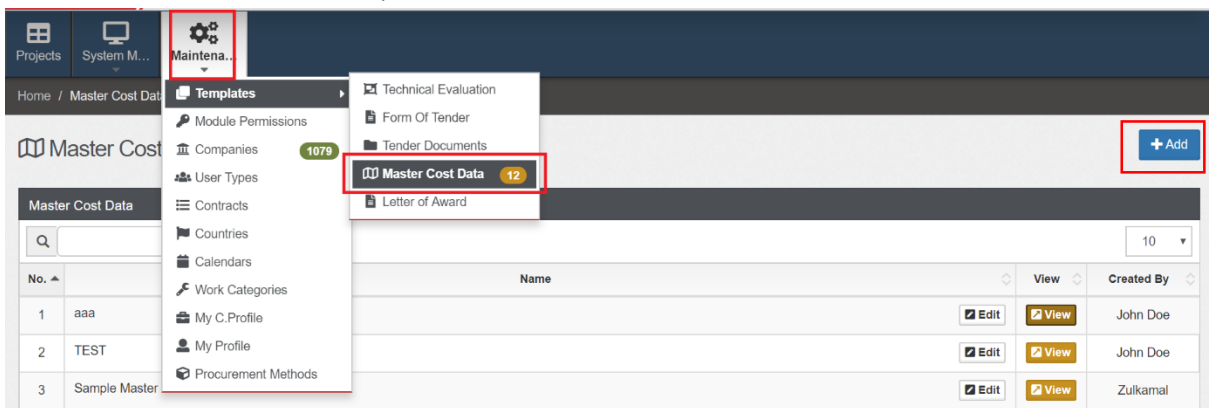 Projects
System M...
Maintena...
Home / Master Cost Dat
Templates
Technical Evaluation
Module Permissions
Form Of Tender
Master Cost
Companies 1079
Tender Documents
+ Add
User Types
Master Cost Data 12
Master Cost Data
Contracts
Letter of Award
Countries
10
Calendars
No.
Name
View
Created By
Work Categories
1 aaa
My C.Profile
Edit View John Doe
2 TEST
My Profile
Edit View John Doe
Procurement Methods
3 Sample Master
Edit View Zulkamal